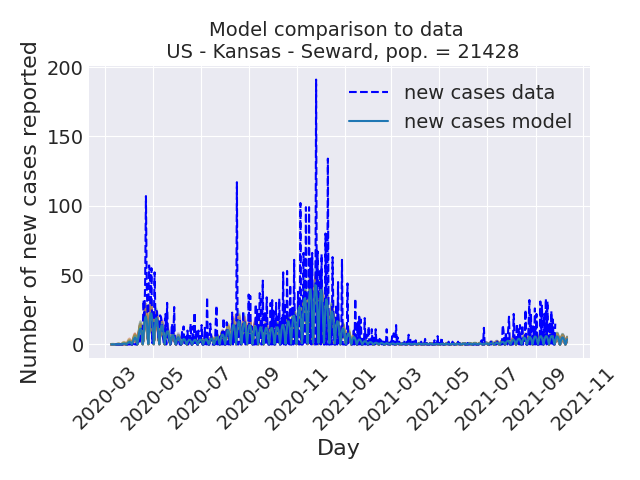 Model comparison to data
US - Kansas - Seward, pop. = 21428
Number of new cases reported
200
150
100
50
0
new cases data
new cases model
2020-03
2020-05
2020-07
2020-09
2020-11
2021-01
2021-03
2021-05
2021-07
2021-09
2021-11
Day